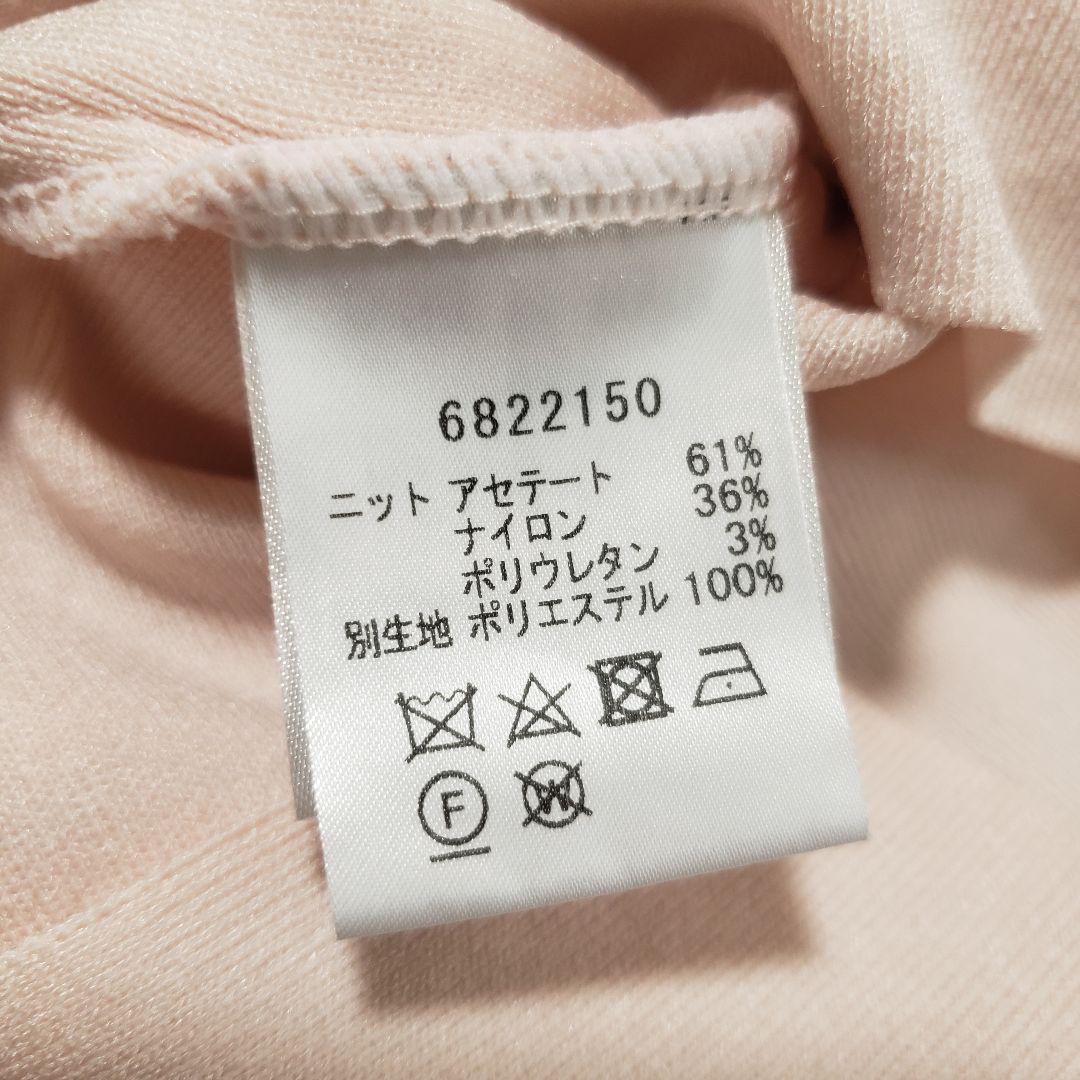 6822150
ニット アセテート 61%
ナイロン 36%
ポリウレタン 3%
別生地 ポリエステル 100%
F
W